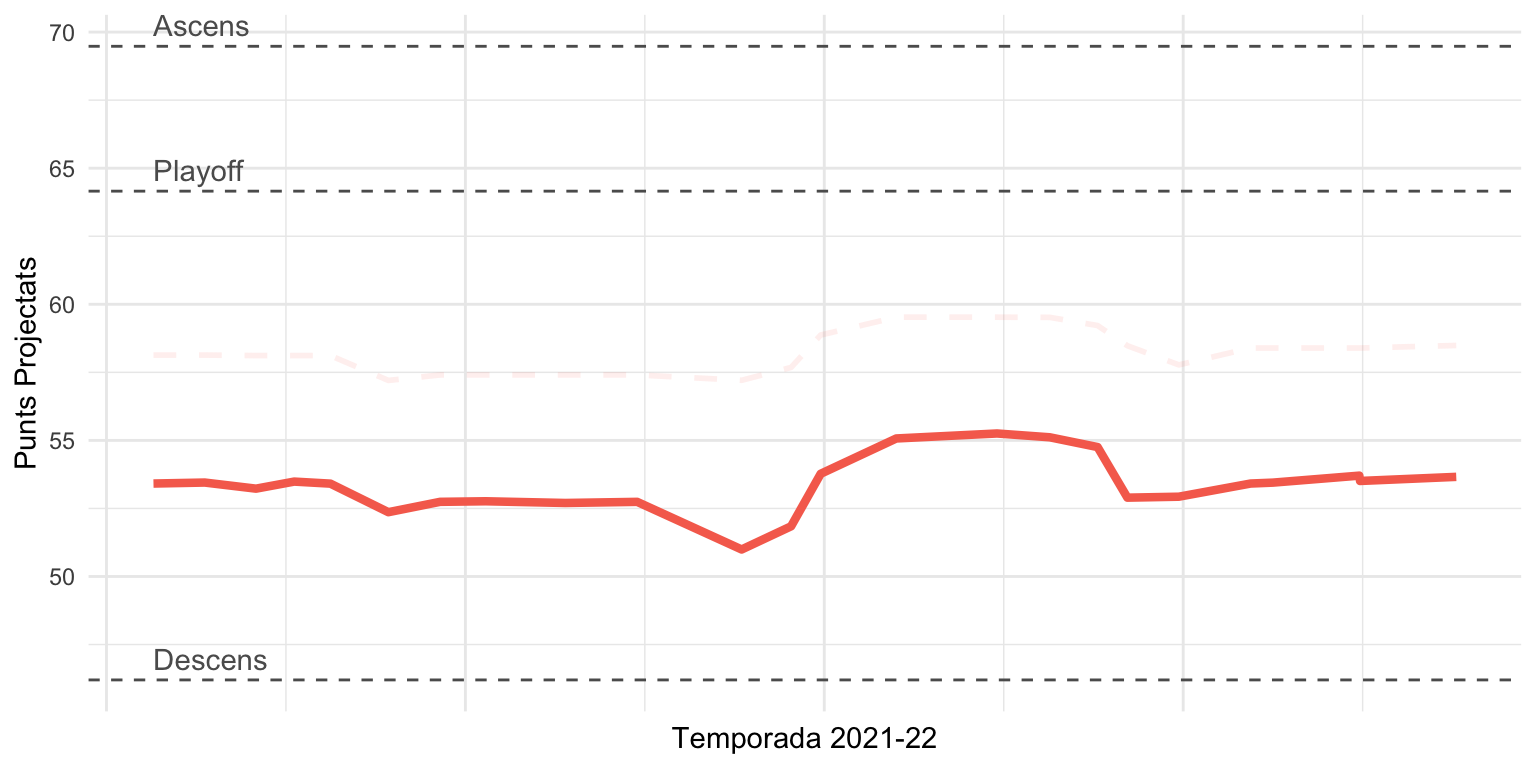 Ascens
70
Playoff
65
60
55
50
Descens
Punts Projectats
Temporada 2021-22